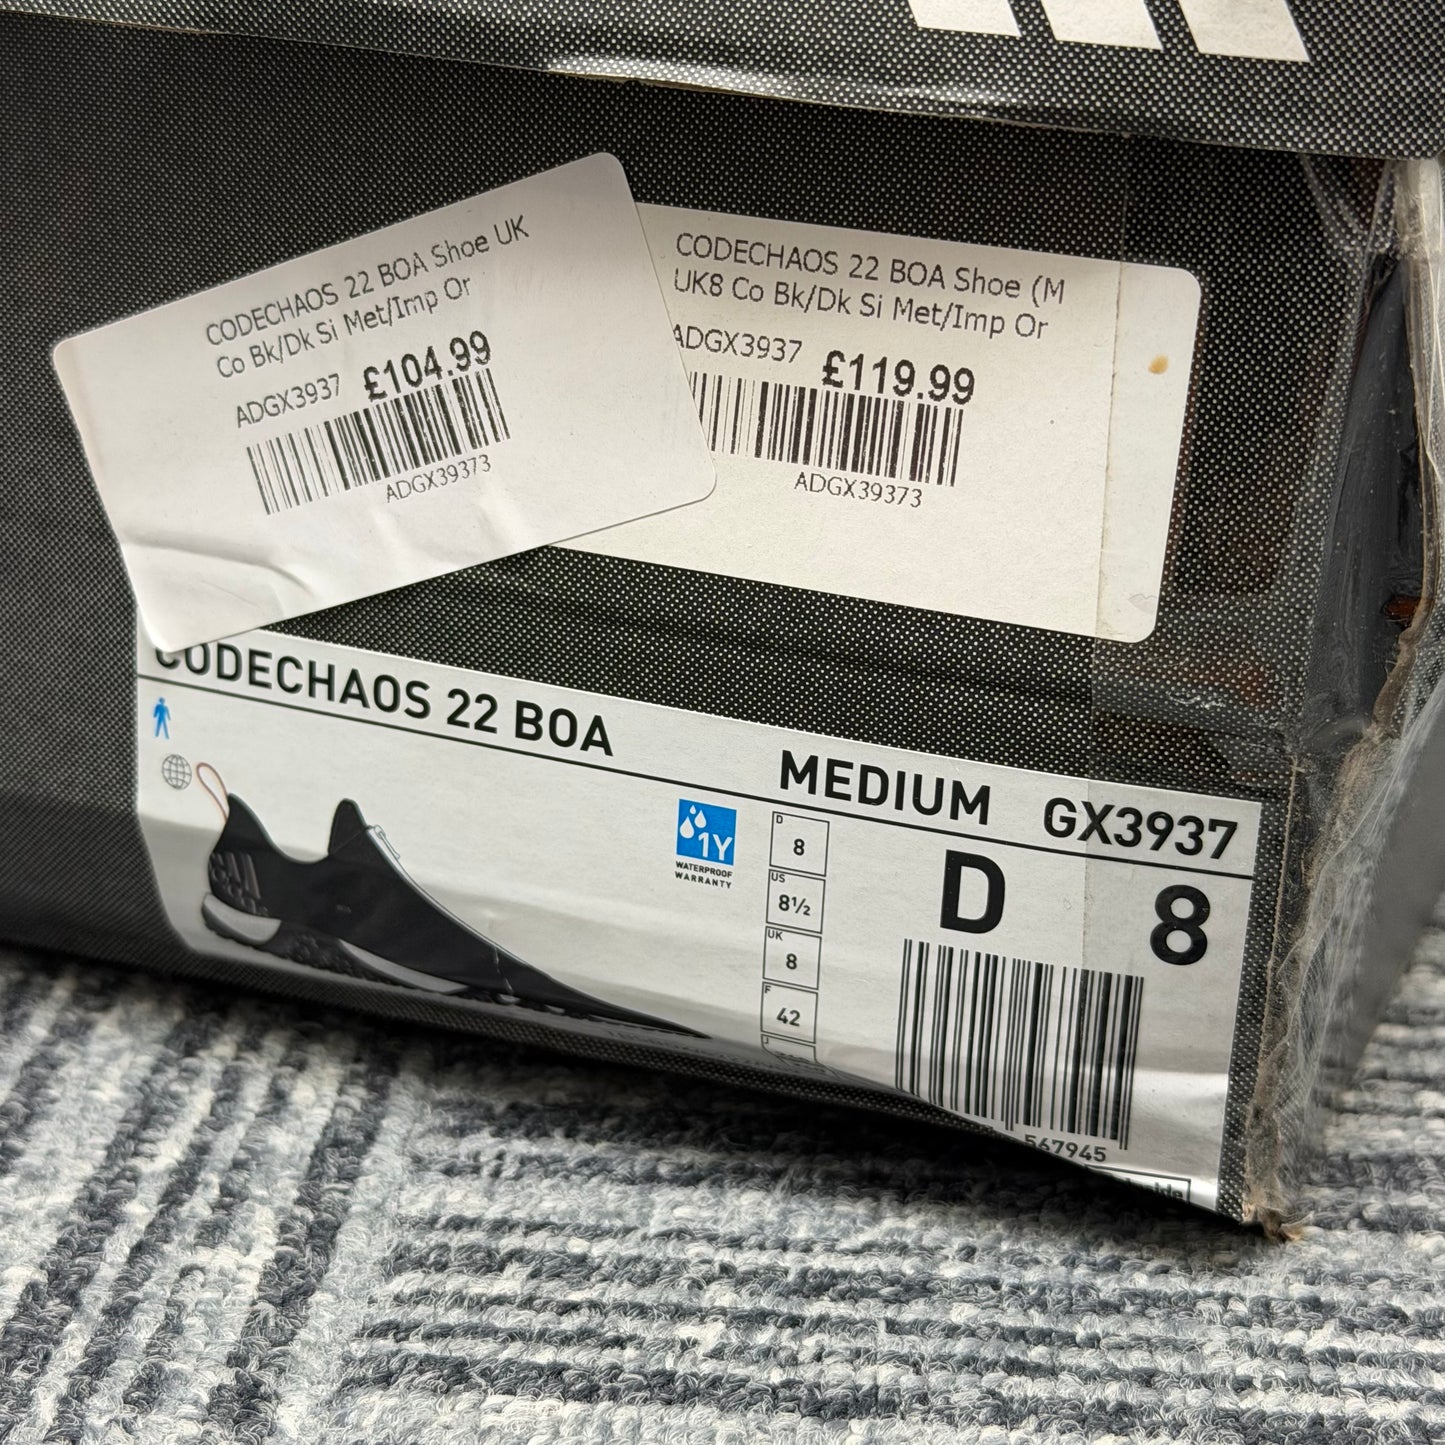 CODECHAOS 22 BOA Shoe UK
Co Bk/Dk Si Met/Imp Or
ADGX3937 £104.99
ADGX39373
CODECHAOS 22 BOA Shoe (M
UK8 Co Bk/Dk Si Met/Imp Or
ADGX3937 £119.99
ADGX39373
CODECHAOS 22 BOA
MEDIUM GX3937
1Y
WATERPROOF
WARRANTY
D
8
US
8½
UK
8
F
42
J
D 8
567945